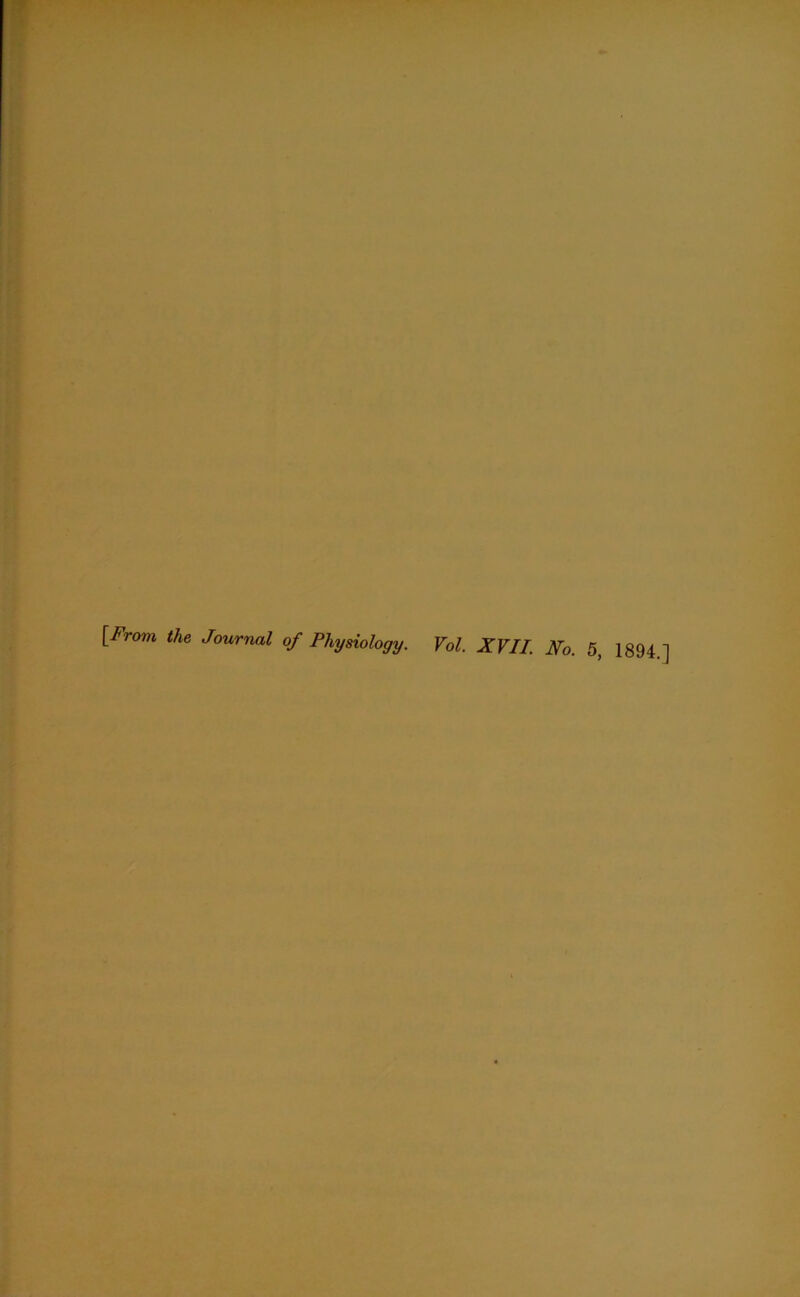 [From the Journal of Physiology. Vol. XVII. No. 5, 1894.]